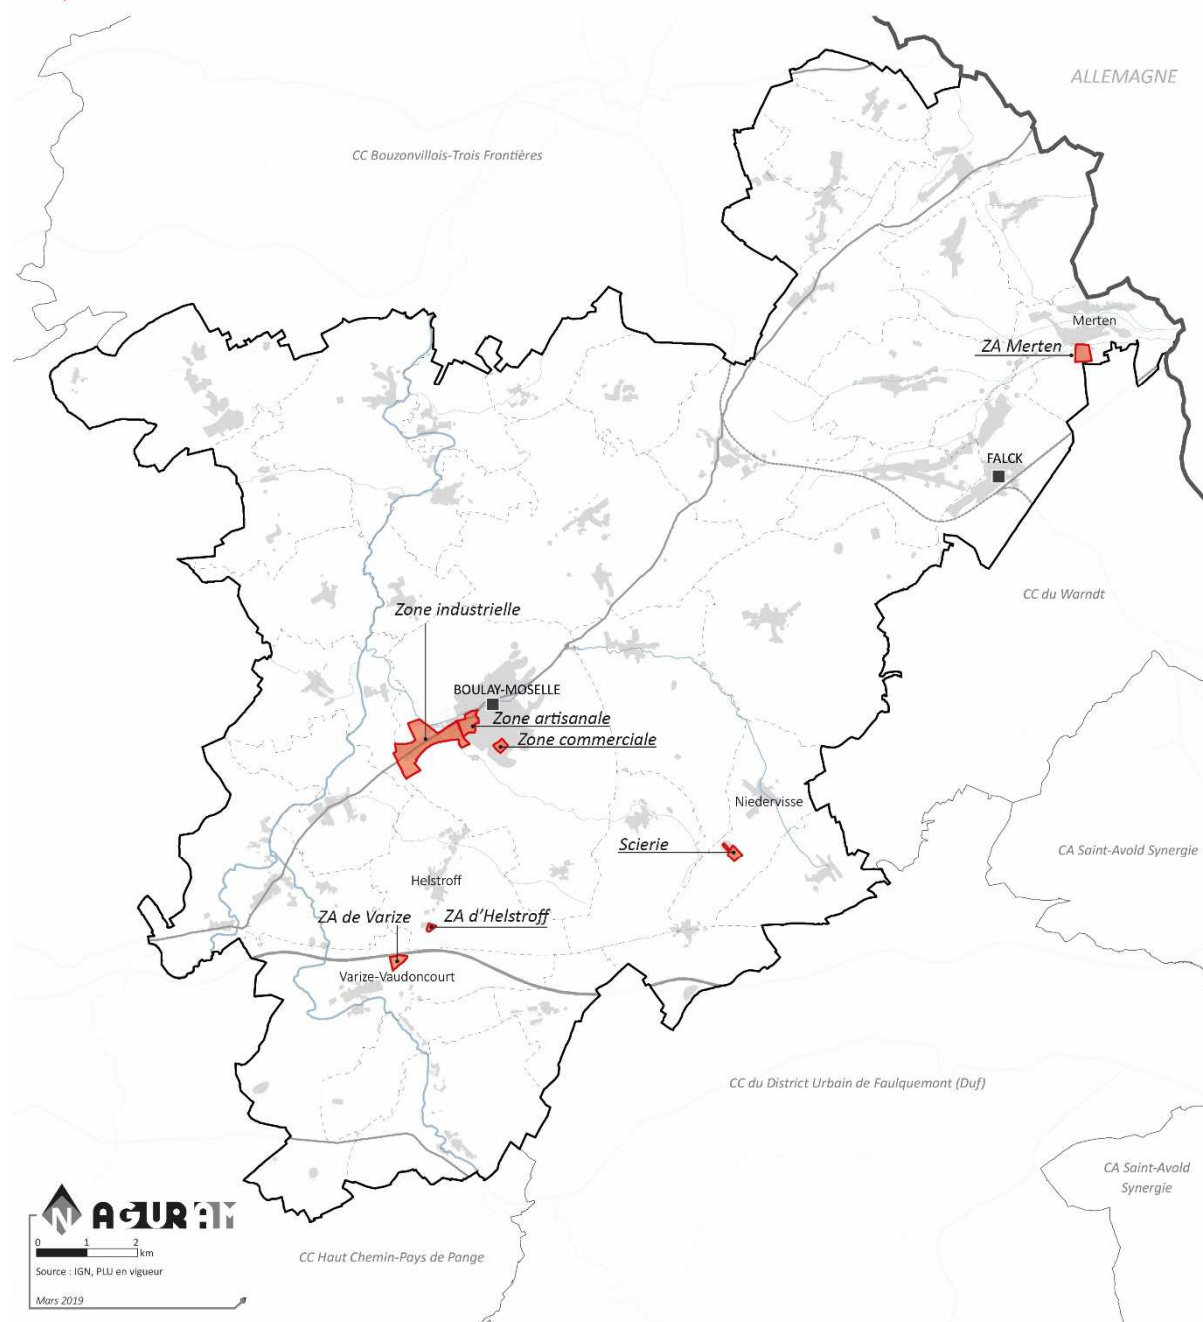 ALLEMAGNE
CC Bouzonvillois-Trois Frontières
Merten
ZA Merten
FALCK
CC du Warndt
Zone industrielle
BOULAY-MOSELLE
Zone artisanale
Zone commerciale
Niedervisse
Scierie
CA Saint-Avold Synergie
Helstroff
ZA de Varize
ZA d'Helstroff
Varize-Vaudoncourt
CC du District Urbain de Faulquemont (Duf)
CA Saint-Avold
Synergie
N AGURAM
0 1 2
km
Source : IGN, PLU en vigueur
CC Haut Chemin-Pays de Pange
Mars 2019